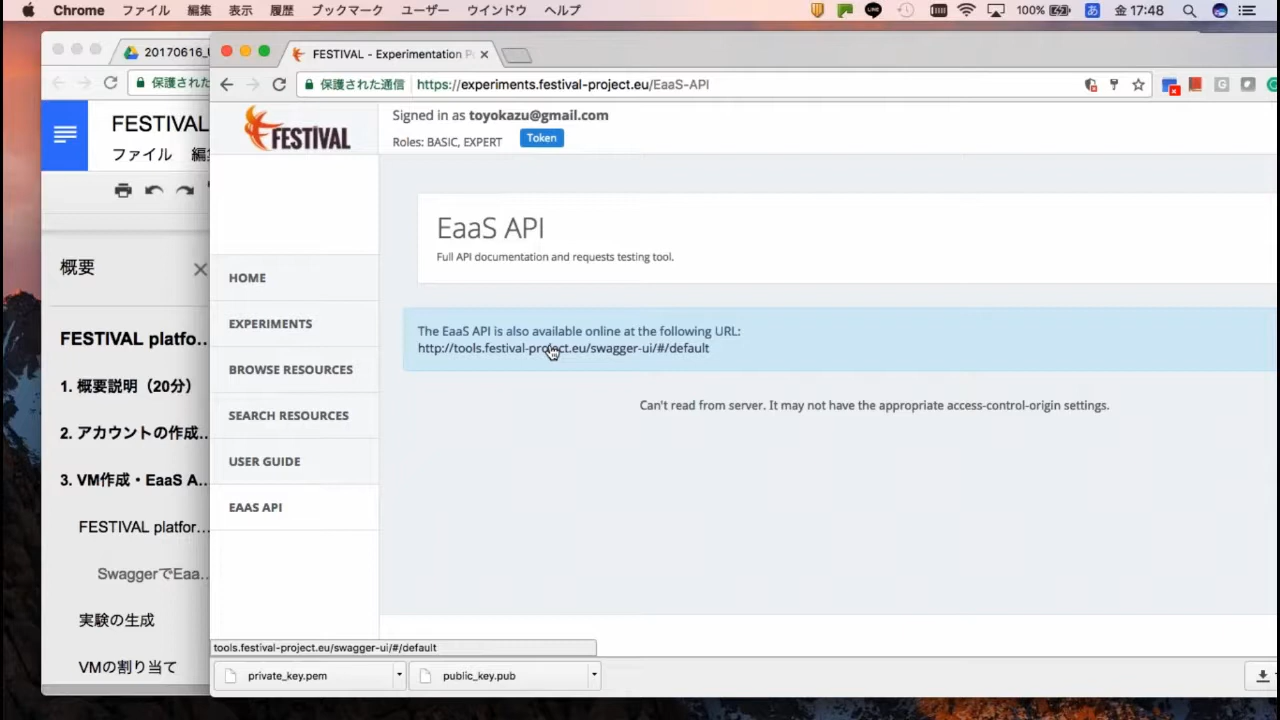 Chrome ファイル 編集 表示 履歴 ブックマーク ユーザー ウインドウ ヘルプ
100% あ 金 17:48
20170616_
FESTIVAL - Experimentation P
保護された
保護された通信 https://experiments.festival-project.eu/EaaS-API
FESTIVAL
ファイル 編
概要
FESTIVAL platfo...
1. 概要説明（20分）
2. アカウントの作成...
3. VM作成・EaaS A...
FESTIVAL platfor...
SwaggerでEaa...
実験の生成
VMの割り当て
FESTIVAL
Signed in as toyokazu@gmail.com
Roles: BASIC, EXPERT
Token
HOME
EXPERIMENTS
BROWSE RESOURCES
SEARCH RESOURCES
USER GUIDE
EAAS API
EaaS API
Full API documentation and requests testing tool.
The EaaS API is also available online at the following URL:
http://tools.festival-project.eu/swagger-ui/#/default
Can't read from server. It may not have the appropriate access-control-origin settings.
tools.festival-project.eu/swagger-ui/#/default
private_key.pem
public_key.pub